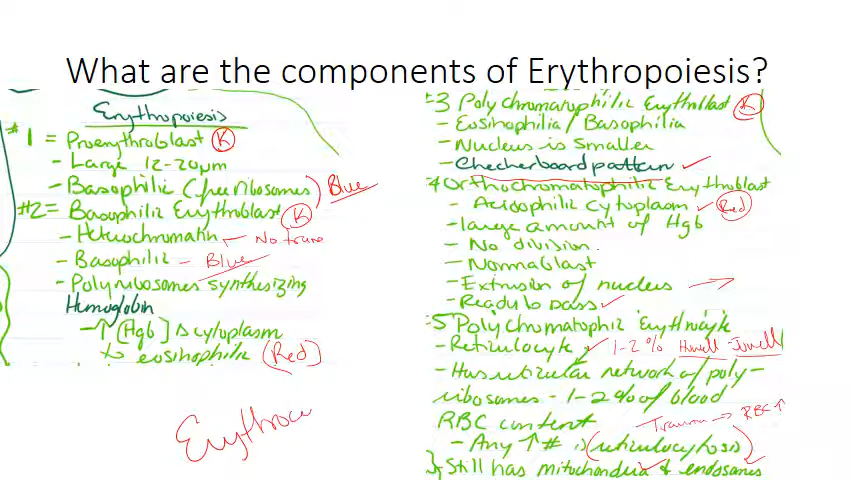 What are the components of Erythropoiesis?
Erythropoiesis
#1 = Proerythroblast K
- Large 12-20μm
- Basophilic (free ribosomes) Blue
#2 = Basophilic Erythroblast K
- Heterochromatin ← No trans
- Basophilic - Blue
- Polyribosomes synthesizing
Hemoglobin
- ↑ [Hgb] is cytoplasm
to eosinophilic (Red)
Erythroc
=3 Polychromatophilic Erythroblast K
- Eosinophilia / Basophilia
- Nucleus is Smaller
- Checkerboard pattern ✓
=4 Orthochromatophilic Erythroblast
- Acidophilic cytoplasm ✓ Red
- large amount of Hgb
- No division.
- Normoblast
- Extrusion of nucleus →
- Ready to pass ✓
=5 Polychromatophilic Erythrocyte
- Reticulocyte ✓ 1-2% Howell-Jowell
- Has reticular network of poly-
ribosomes - 1-2% of blood
RBC content Trauma → RBC ↑
- Any ↑ # is (reticulocytosis)
Still has mitochondria & endosomes